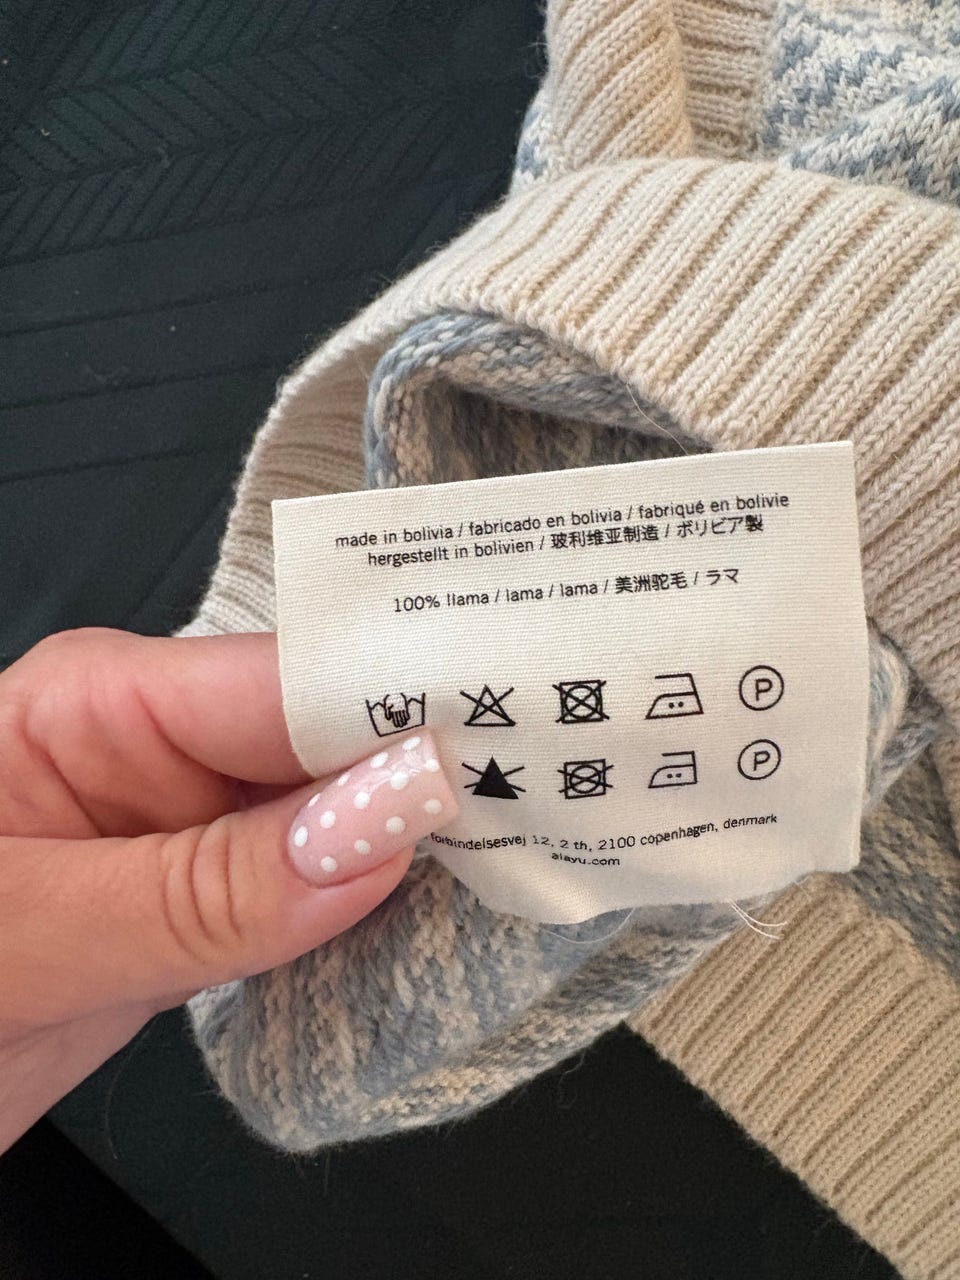 made in bolivia / fabricado en bolivia / fabriqué en bolivie
hergestellt in bolivien / 玻利维亚制造 / ボリビア製
100% llama / lama / lama / 美洲驼毛 / ラマ
P
P
forbindelsesvej 12, 2 th, 2100 copenhagen, denmark
aiayu.com